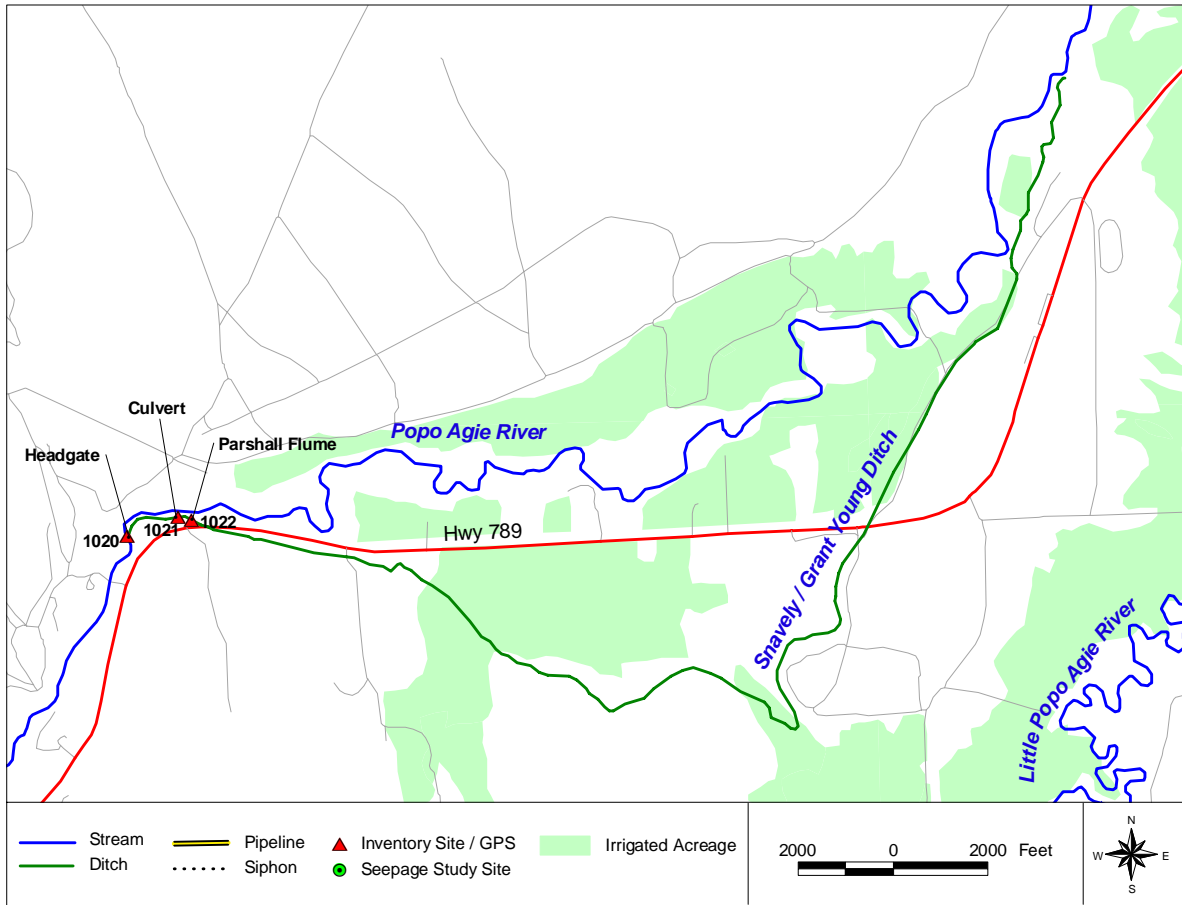 Culvert
Popo Agie River
Parshall Flume
Headgate
1021
1022
1020
Hwy 789
Snavely / Grant Young Ditch
Little Popo Agie River
Stream
Ditch
Pipeline
Siphon
Inventory Site / GPS
Seepage Study Site
Irrigated Acreage
2000 0 2000 Feet
N
W E
S